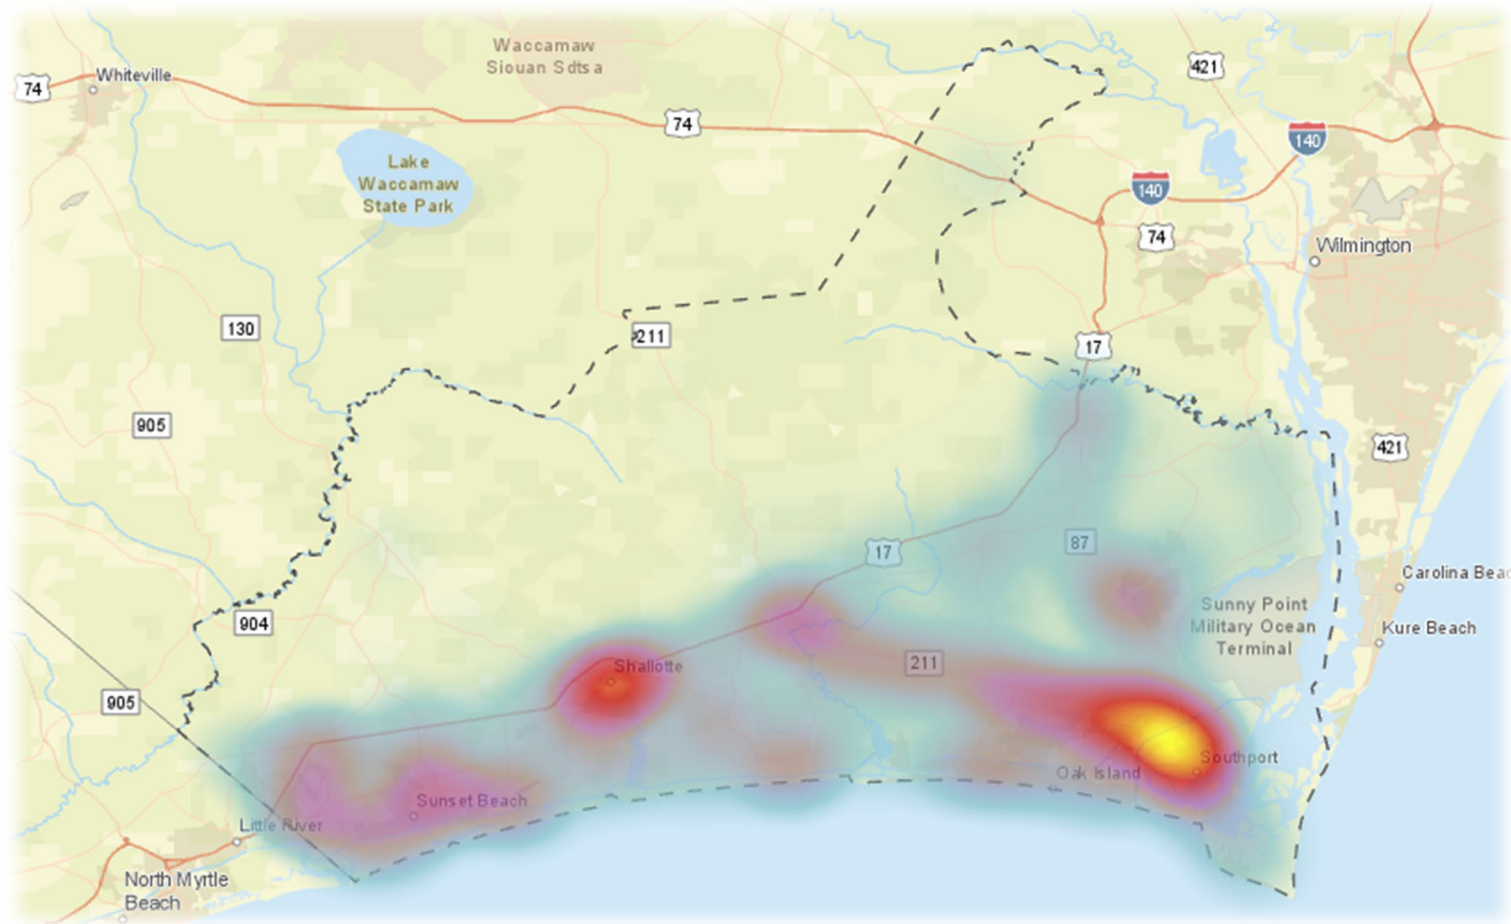 Waccamaw
Siouan Sdtsa
421
Whiteville
74
74
140
Lake
Waccamaw
State Park
140
74
Wilmington
130
211
17
905
421
17
87
Carolina Beac
Sunny Point
Military Ocean
Terminal
904
Kure Beach
211
Shallotte
905
Southport
Oak Island
Sunset Beach
Little River
North Myrtle
Beach